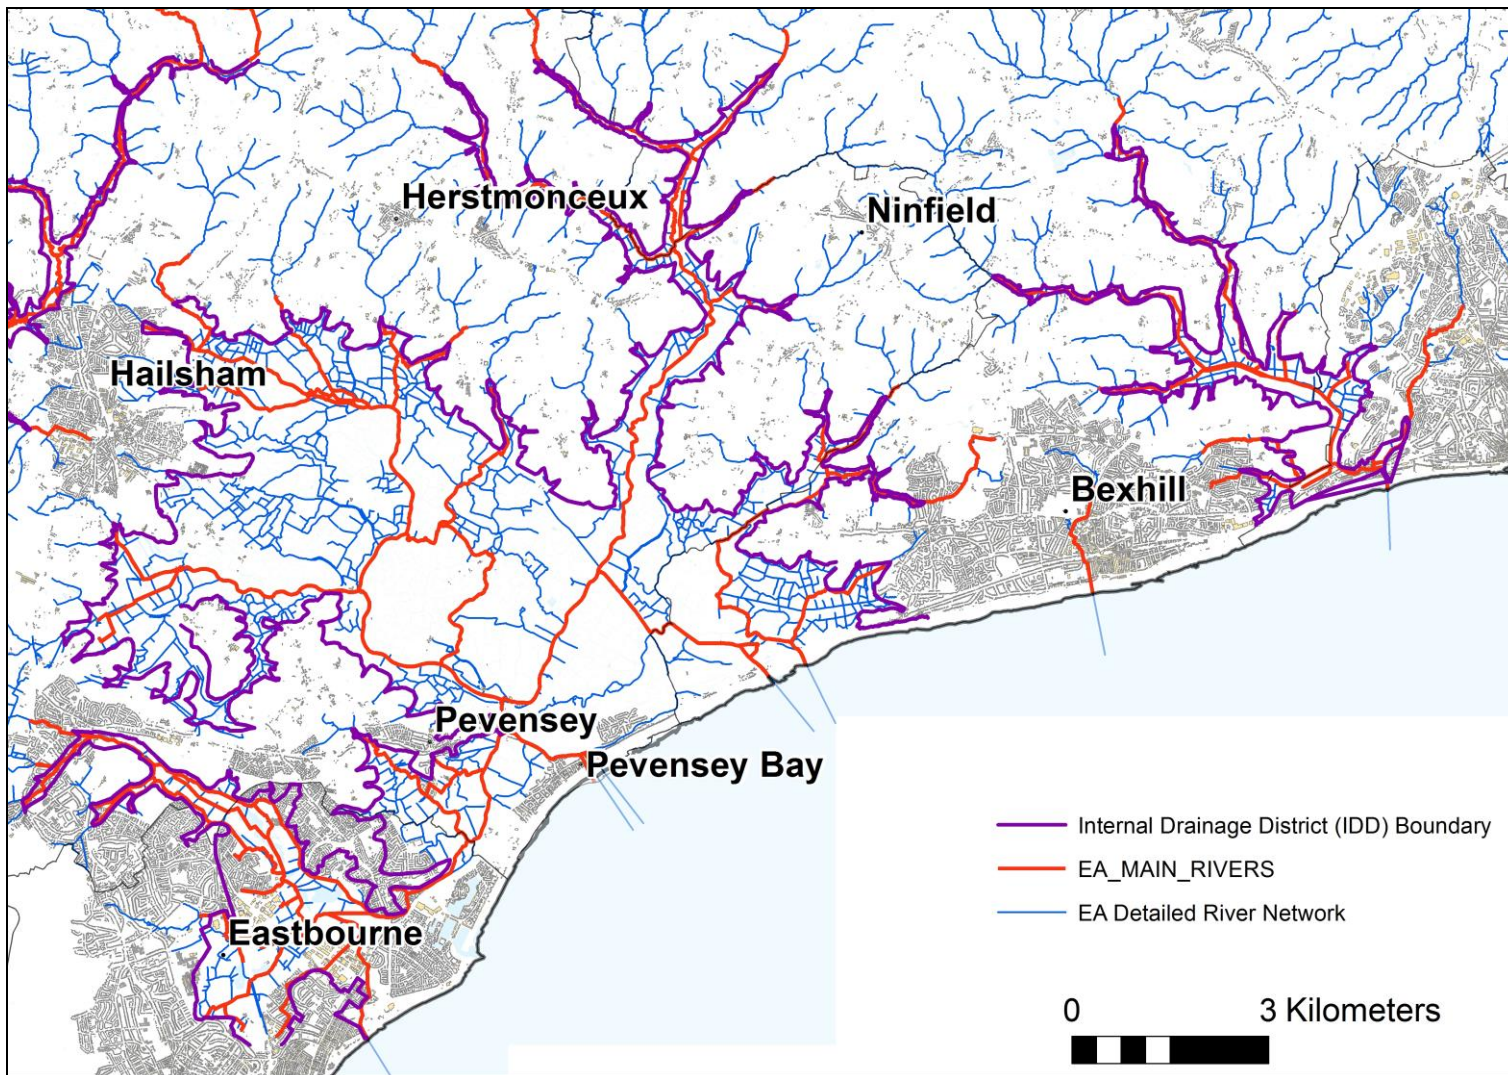 Herstmonceux
Ninfield
Hailsham
Bexhill
Pevensey
Pevensey Bay
Internal Drainage District (IDD) Boundary
EA_MAIN_RIVERS
EA Detailed River Network
Eastbourne
0 3 Kilometers